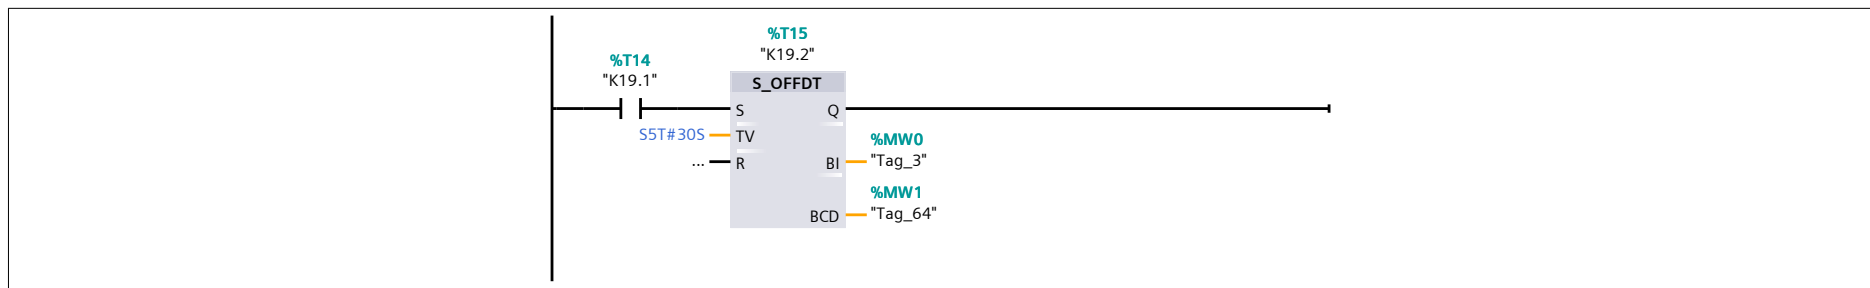 %T15
"K19.2"
%T14
"K19.1"
S_OFFDT
S Q
S5T#30S TV
%MW0
... R BI "Tag_3"
%MW1
BCD "Tag_64"